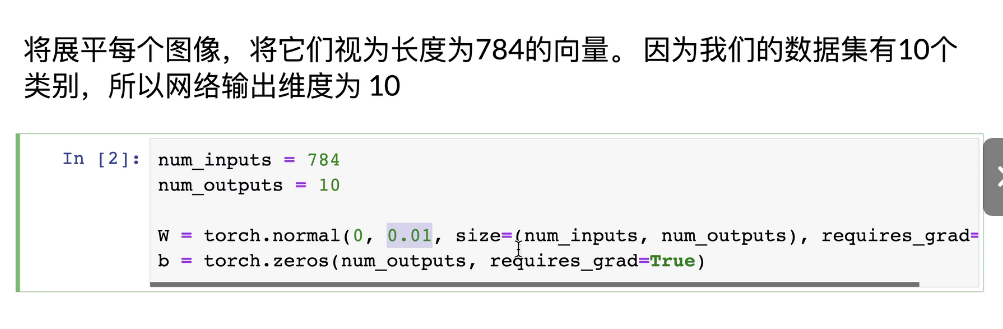 将展平每个图像，将它们视为长度为784的向量。 因为我们的数据集有10个
类别，所以网络输出维度为 10
In [2]: num_inputs = 784
num_outputs = 10
W = torch.normal(0, 0.01, size=(num_inputs, num_outputs), requires_grad=
b = torch.zeros(num_outputs, requires_grad=True)